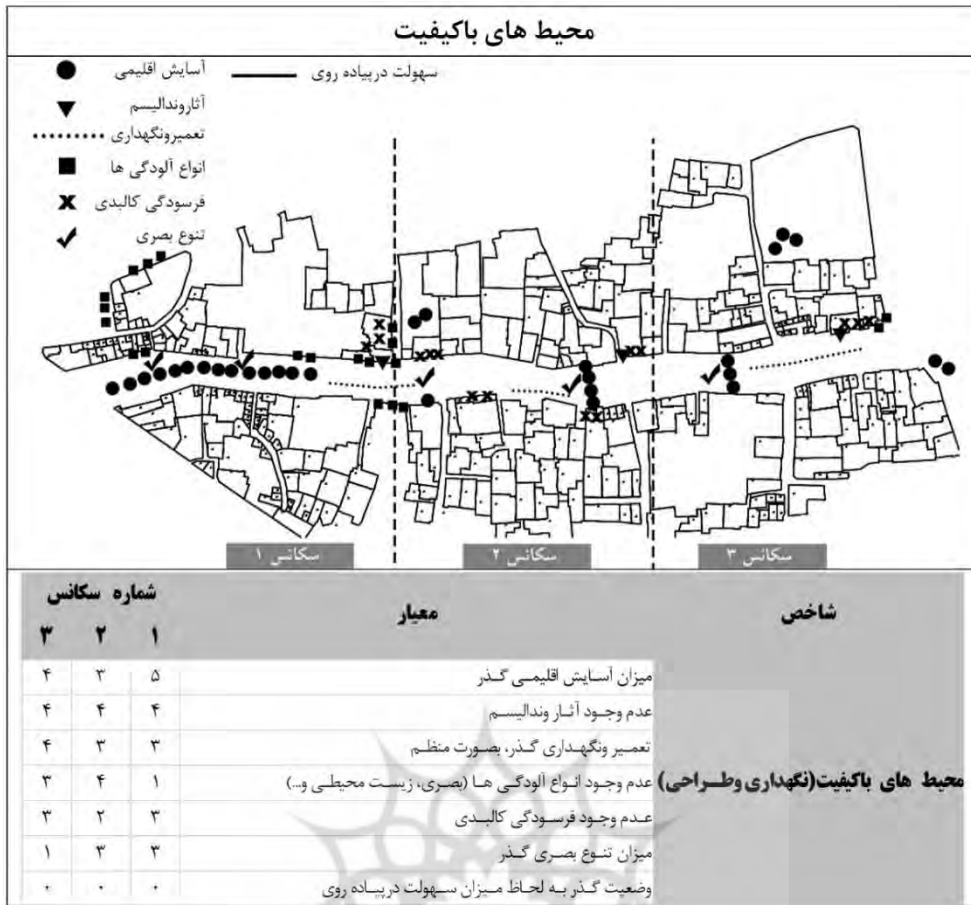 محیط های باکیفیت
آسایش اقلیمی
سهولت درپیاده روی
آثاروندالیسم
تعمیرونگهداری
انواع آلودگی ها
فرسودگی کالبدی
تنوع بصری
سکانس ۱
سکانس ۲
سکانس ۳
شاخص معیار شماره سکانس
۱ ۲ ۳
محیط های باکیفیت(نگهداری وطراحی)
میزان آسایش اقلیمی گذر ۵ ۳ ۴
عدم وجود آثار وندالیسم ۴ ۴ ۴
تعمیر ونگهداری گذر، بصورت منظم ۳ ۳ ۴
عدم وجود انواع آلودگی ها (بصری، زیست محیطی و...) ۱ ۴ ۳
عدم وجود فرسودگی کالبدی ۳ ۲ ۳
میزان تنوع بصری گذر ۳ ۳ ۱
وضعیت گذر به لحاظ میزان سهولت درپیاده روی ۰ ۰ ۰